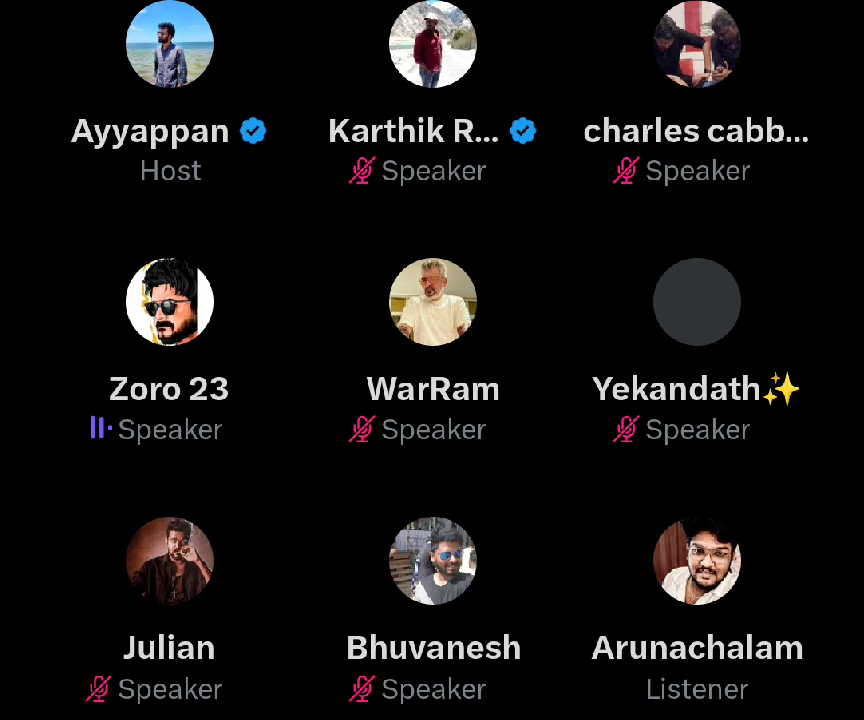 Ayyappan
Karthik R...
charles cabb...
Host
Speaker
Speaker
Zoro 23
WarRam
Yekandath✨
Speaker
Speaker
Speaker
Julian
Bhuvanesh
Arunachalam
Speaker
Speaker
Listener